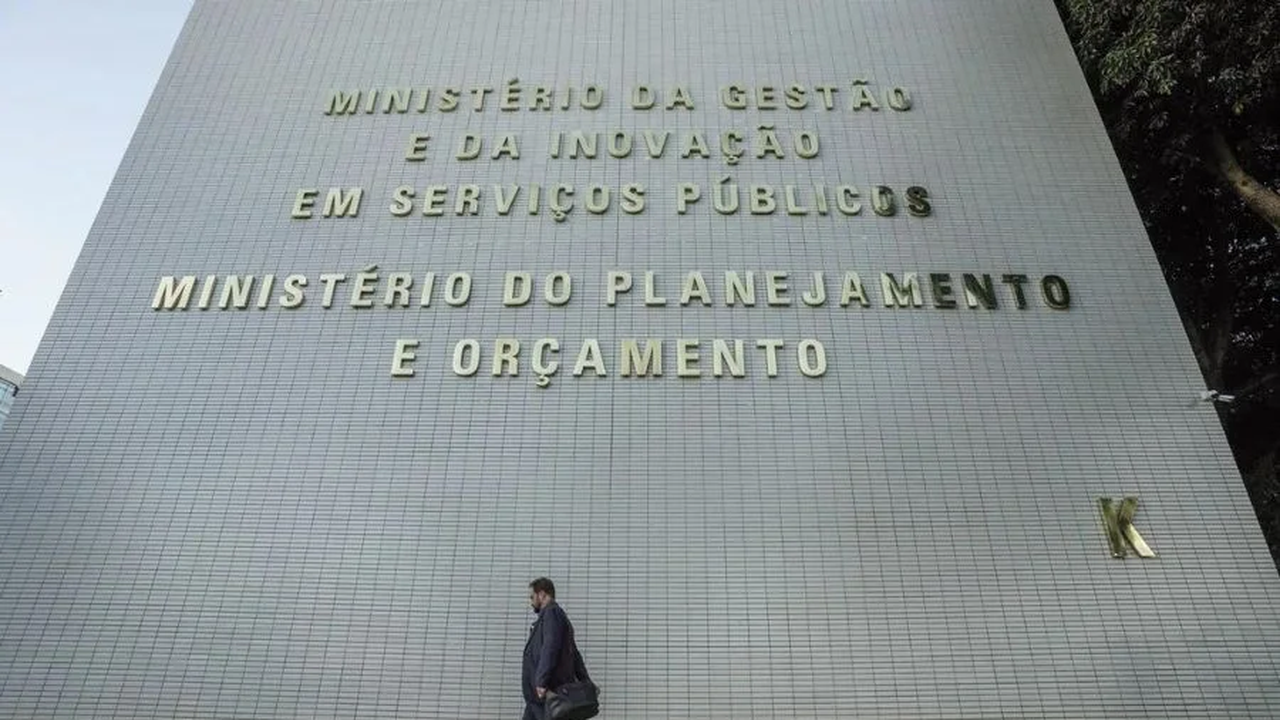 MINISTÉRIO DA GESTÃO
E DA INOVAÇÃO
EM SERVIÇOS PÚBLICOS
MINISTÉRIO DO PLANEJAMENTO
E ORÇAMENTO
K